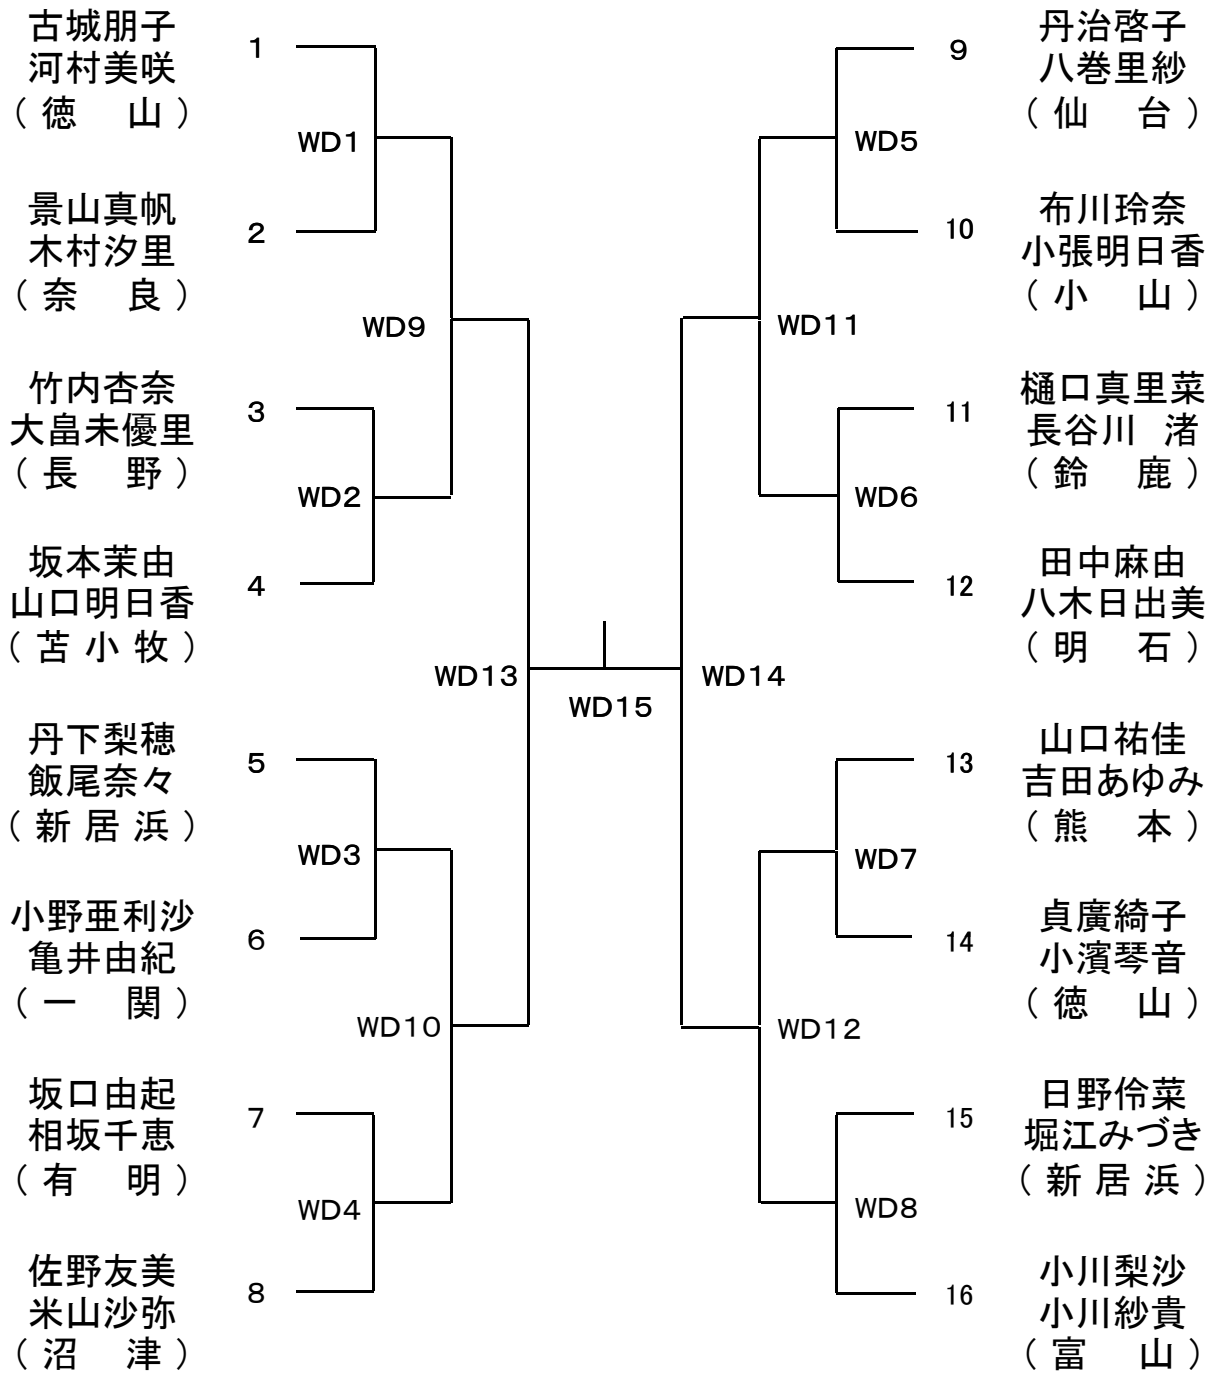 古城朋子
河村美咲
（徳　山）
1
WD1
景山真帆
木村汐里
（奈　良）
2
WD9
竹内杏奈
大畠未優里
（長　野）
3
WD2
坂本茉由
山口明日香
（苫小牧）
4
WD13
丹下梨穂
飯尾奈々
（新居浜）
5
WD3
小野亜利沙
亀井由紀
（一　関）
6
WD10
坂口由起
相坂千恵
（有　明）
7
WD4
佐野友美
米山沙弥
（沼　津）
8
WD15
9
丹治啓子
八巻里紗
（仙　台）
WD5
10
布川玲奈
小張明日香
（小　山）
WD11
11
樋口真里菜
長谷川 渚
（鈴　鹿）
WD6
12
田中麻由
八木日出美
（明　石）
WD14
13
山口祐佳
吉田あゆみ
（熊　本）
WD7
14
貞廣綺子
小濱琴音
（徳　山）
WD12
15
日野伶菜
堀江みづき
（新居浜）
WD8
16
小川梨沙
小川紗貴
（富　山）